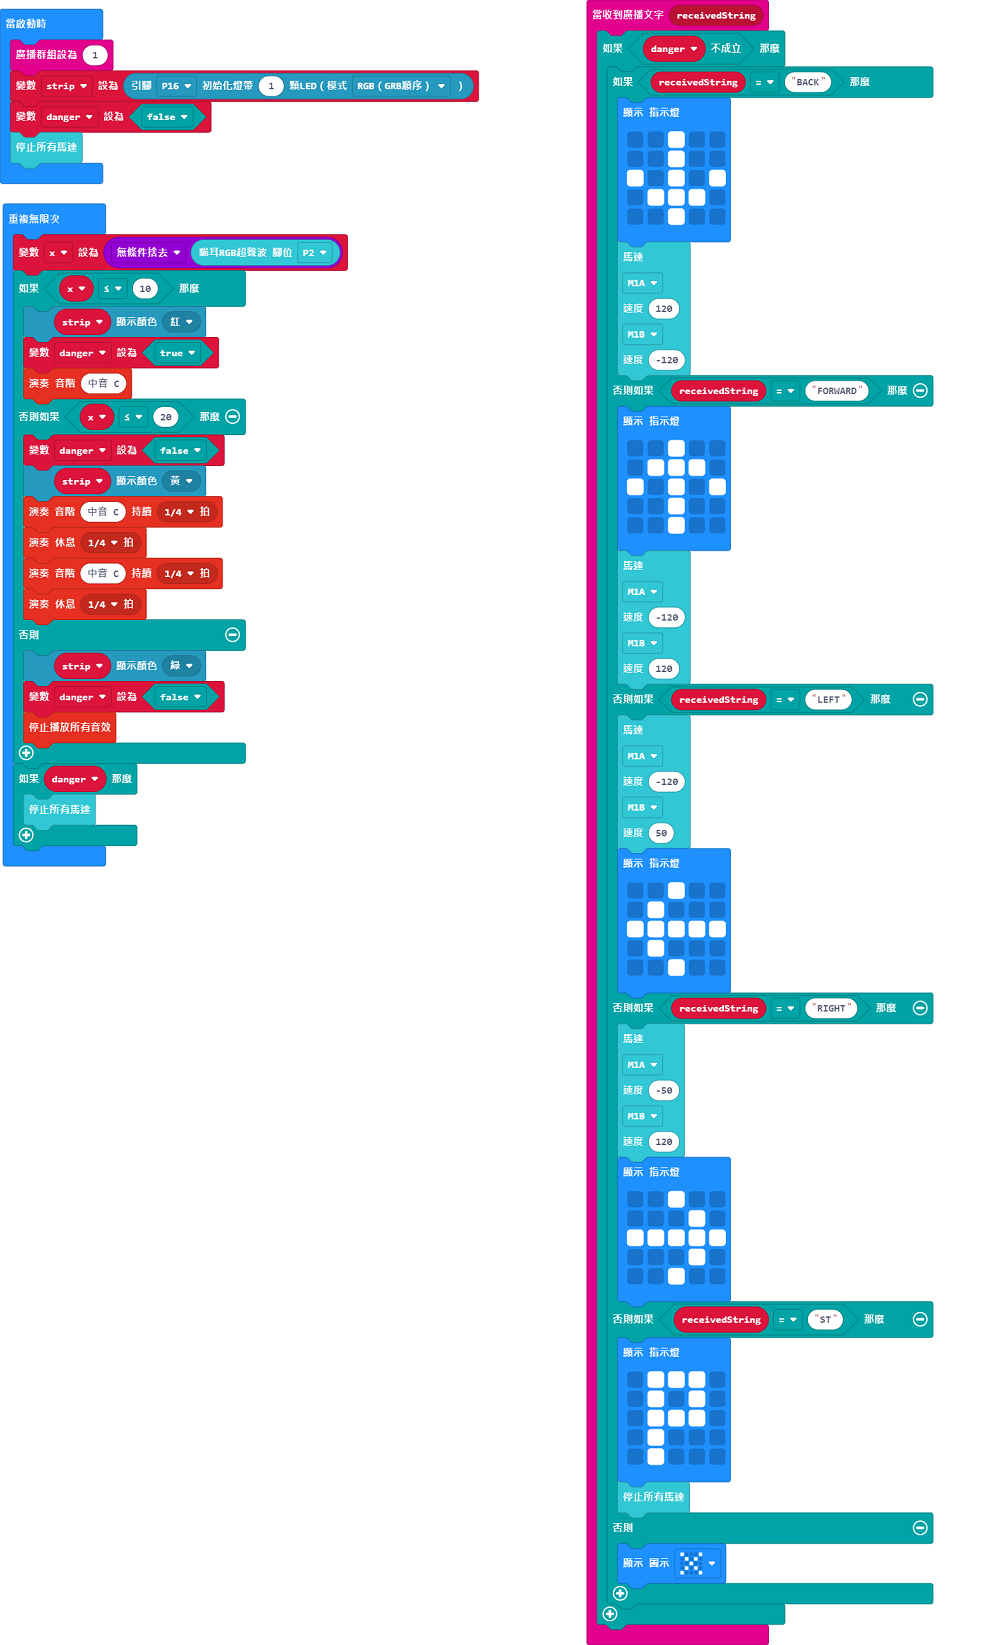 當啟動時
廣播群組設為 1
變數 strip 設為 引腳 P16 初始化燈帶 1 顆LED ( 模式 RGB ( GRB順序 ) )
變數 danger 設為 false
停止所有馬達
重複無限次
變數 x 設為 無條件捨去 貓耳RGB超聲波 腳位 P2
如果 x ≤ 10 那麼
strip 顯示顏色 紅
變數 danger 設為 true
演奏 音階 中音 C
否則如果 x ≤ 20 那麼
變數 danger 設為 false
strip 顯示顏色 黃
演奏 音階 中音 C 持續 1/4 拍
演奏 休息 1/4 拍
演奏 音階 中音 C 持續 1/4 拍
演奏 休息 1/4 拍
否則
strip 顯示顏色 綠
變數 danger 設為 false
停止播放所有音效
如果 danger 那麼
停止所有馬達
當收到廣播文字 receivedString
如果 danger 不成立 那麼
如果 receivedString = "BACK" 那麼
顯示 指示燈
馬達
M1A
速度 120
M1B
速度 -120
否則如果 receivedString = "FORWARD" 那麼
顯示 指示燈
馬達
M1A
速度 -120
M1B
速度 120
否則如果 receivedString = "LEFT" 那麼
馬達
M1A
速度 -120
M1B
速度 50
顯示 指示燈
否則如果 receivedString = "RIGHT" 那麼
馬達
M1A
速度 -50
M1B
速度 120
顯示 指示燈
否則如果 receivedString = "ST" 那麼
顯示 指示燈
停止所有馬達
否則
顯示 圖示